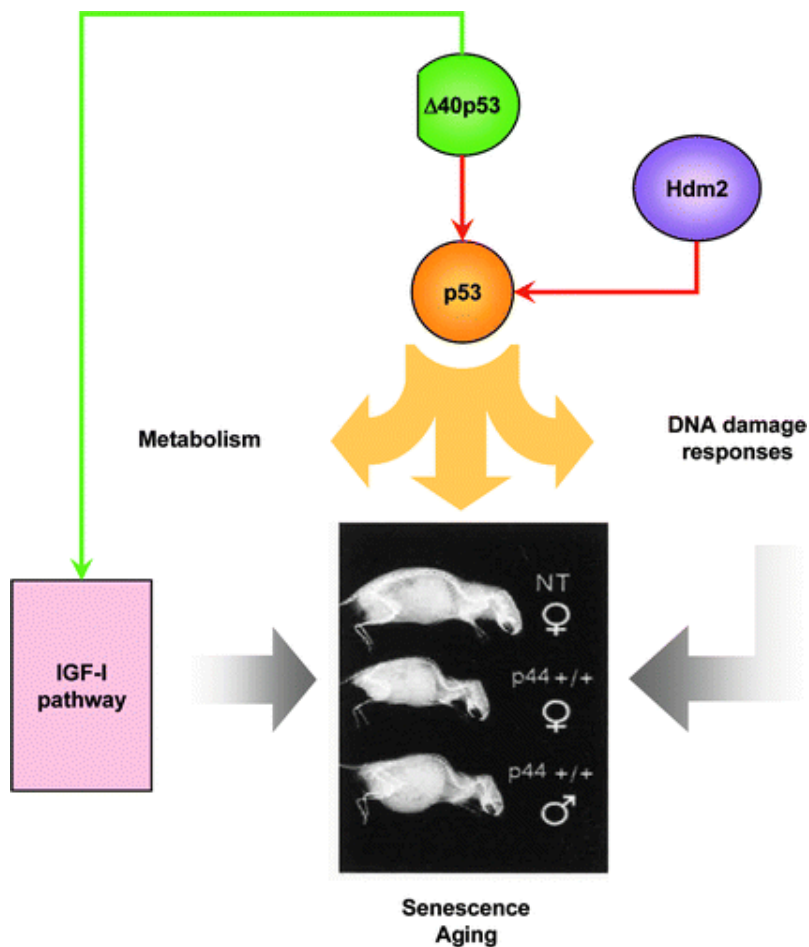 Δ40p53
Hdm2
p53
Metabolism
DNA damage
responses
IGF-I
pathway
NT
♀
p44 +/+
♀
p44 +/+
♂
Senescence
Aging